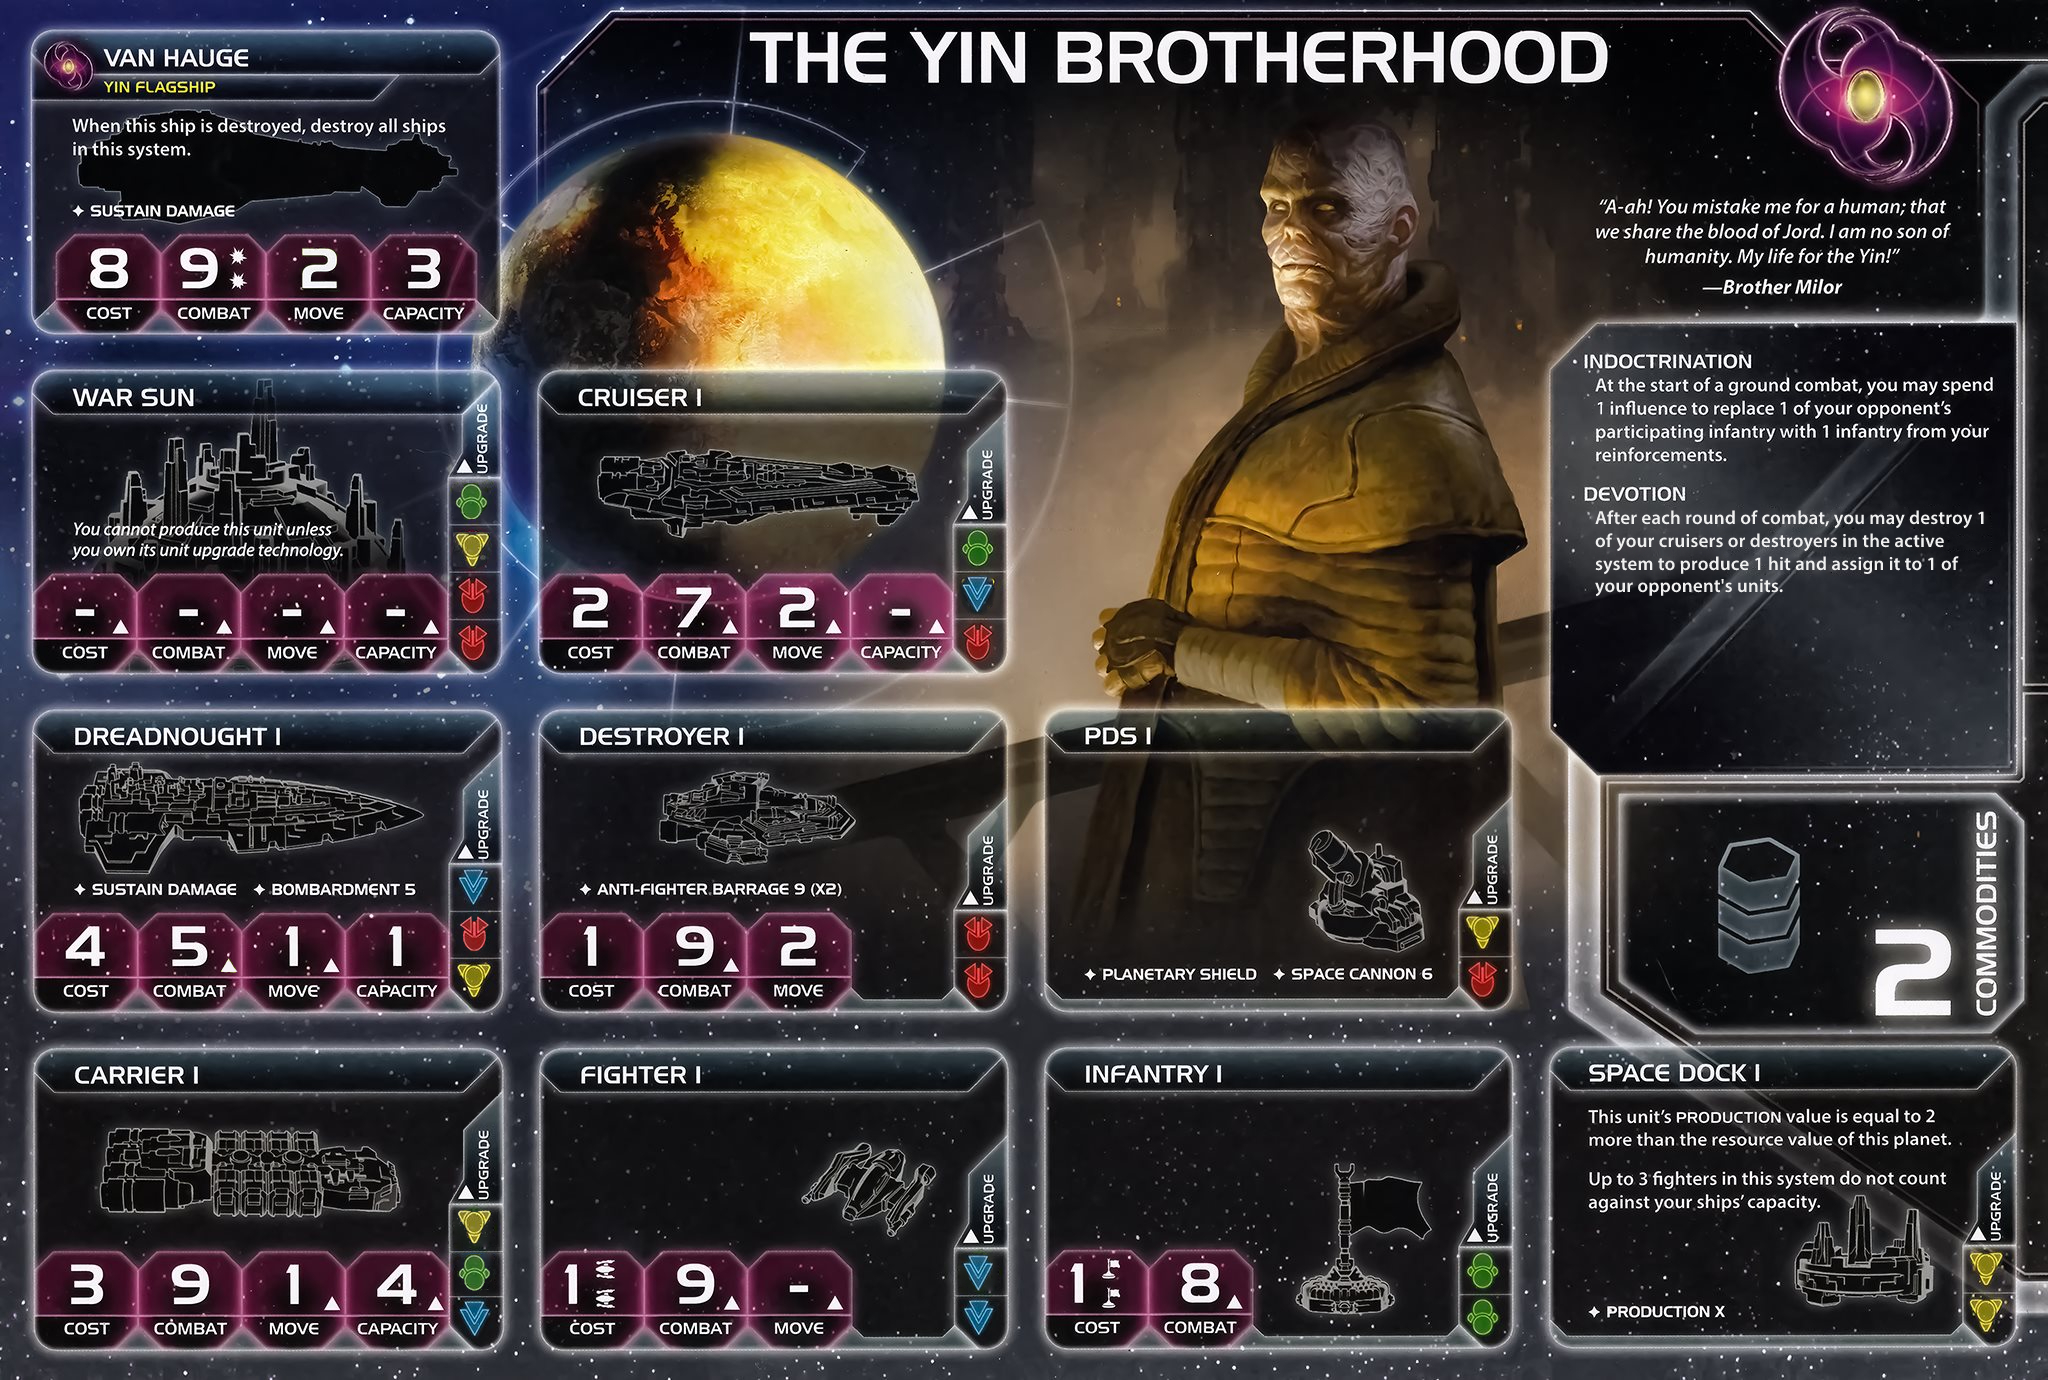 THE YIN BROTHERHOOD
VAN HAUGE
YIN FLAGSHIP
When this ship is destroyed, destroy all ships
in this system.
✦ SUSTAIN DAMAGE
8 9 2 3
COST COMBAT MOVE CAPACITY
“A-ah! You mistake me for a human; that
we share the blood of Jord. I am no son of
humanity. My life for the Yin!”
—Brother Milor
INDOCTRINATION
At the start of a ground combat, you may spend
1 influence to replace 1 of your opponent’s
participating infantry with 1 infantry from your
reinforcements.
DEVOTION
After each round of combat, you may destroy 1
of your cruisers or destroyers in the active
system to produce 1 hit and assign it to 1 of
your opponent's units.
WAR SUN
UPGRADE
You cannot produce this unit unless
you own its unit upgrade technology.
- - - -
COST COMBAT MOVE CAPACITY
CRUISER I
UPGRADE
2 7 2 -
COST COMBAT MOVE CAPACITY
DREADNOUGHT I
UPGRADE
✦ SUSTAIN DAMAGE ✦ BOMBARDMENT 5
4 5 1 1
COST COMBAT MOVE CAPACITY
DESTROYER I
UPGRADE
✦ ANTI-FIGHTER BARRAGE 9 (X2)
1 9 2
COST COMBAT MOVE
PDS I
UPGRADE
✦ PLANETARY SHIELD ✦ SPACE CANNON 6
2
COMMODITIES
CARRIER I
UPGRADE
3 9 1 4
COST COMBAT MOVE CAPACITY
FIGHTER I
UPGRADE
1 9 -
COST COMBAT MOVE
INFANTRY I
UPGRADE
1 8
COST COMBAT
SPACE DOCK I
This unit’s PRODUCTION value is equal to 2
more than the resource value of this planet.
Up to 3 fighters in this system do not count
against your ships’ capacity.
UPGRADE
✦ PRODUCTION X